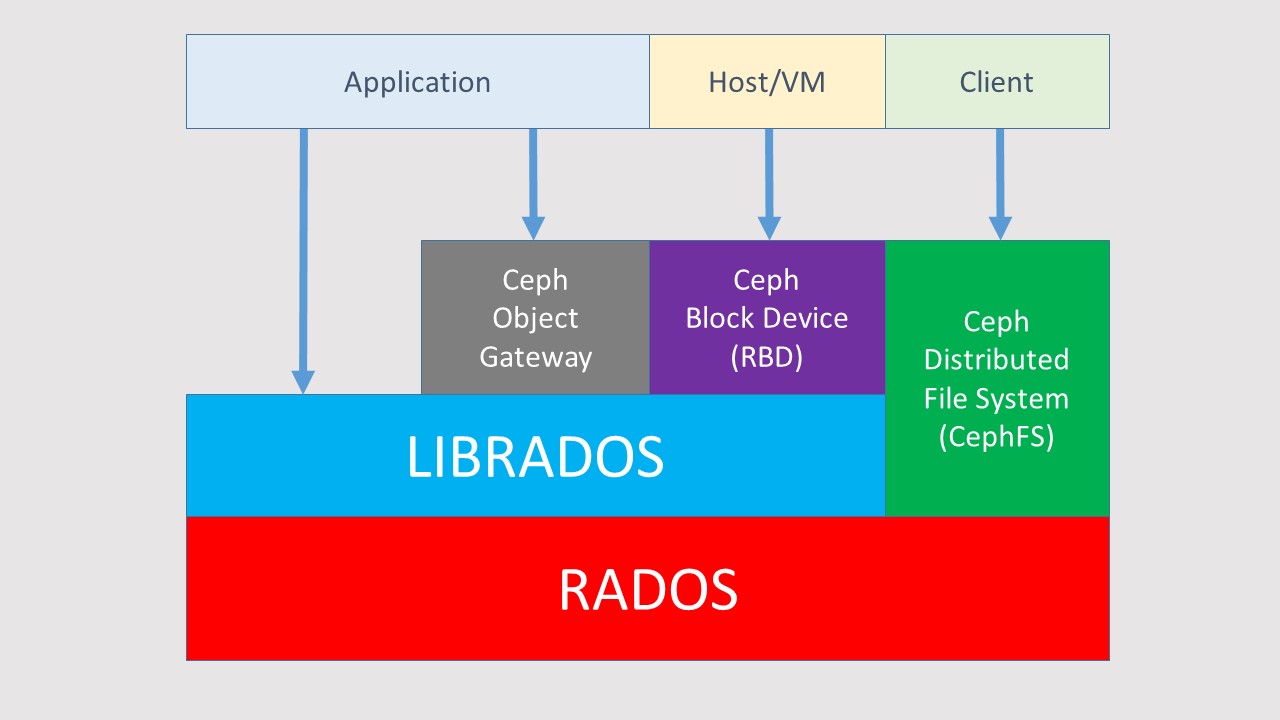 Application
Host/VM
Client
Ceph
Object
Gateway
Ceph
Block Device
(RBD)
Ceph
Distributed
File System
(CephFS)
LIBRADOS
RADOS